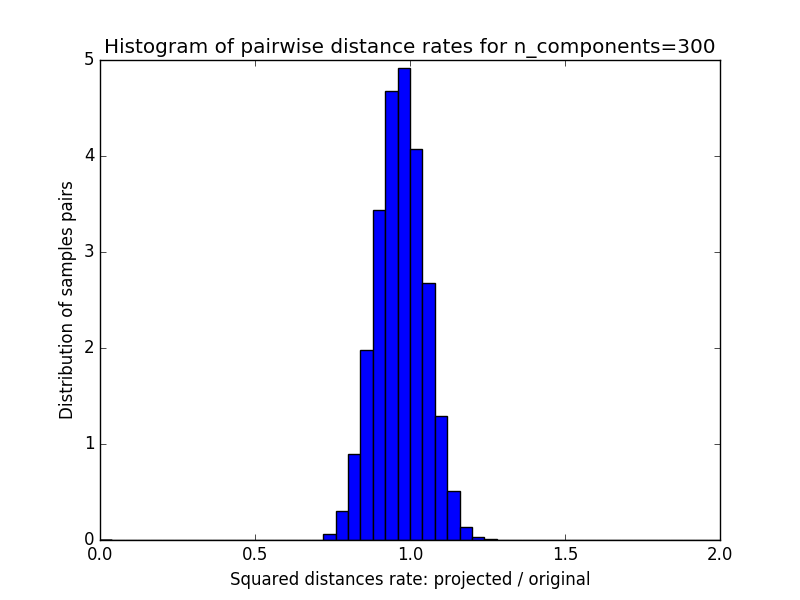 Histogram of pairwise distance rates for n_components=300
5
4
3
2
1
0
Distribution of samples pairs
0.0 0.5 1.0 1.5 2.0
Squared distances rate: projected / original